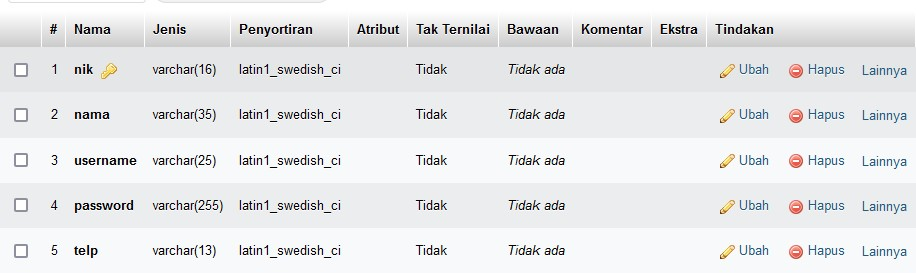 # Nama Jenis Penyortiran Atribut Tak Ternilai Bawaan Komentar Ekstra Tindakan
1 nik varchar(16) latin1_swedish_ci Tidak Tidak ada Ubah Hapus Lainnya
2 nama varchar(35) latin1_swedish_ci Tidak Tidak ada Ubah Hapus Lainnya
3 username varchar(25) latin1_swedish_ci Tidak Tidak ada Ubah Hapus Lainnya
4 password varchar(255) latin1_swedish_ci Tidak Tidak ada Ubah Hapus Lainnya
5 telp varchar(13) latin1_swedish_ci Tidak Tidak ada Ubah Hapus Lainnya